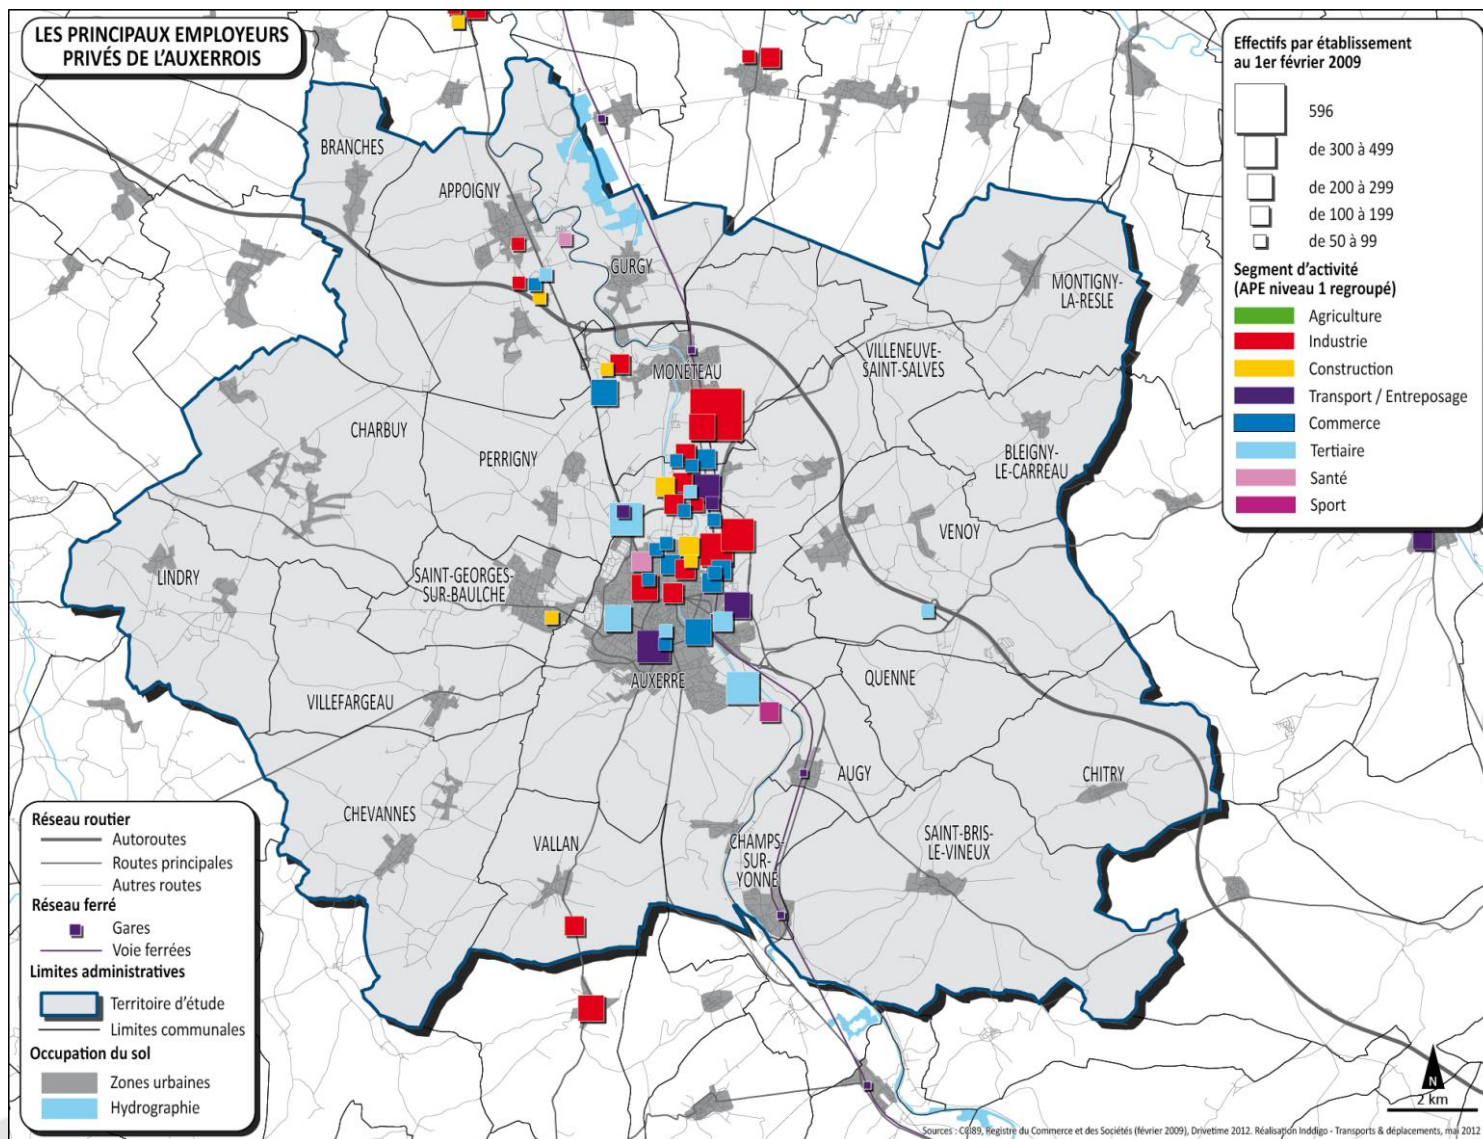 LES PRINCIPAUX EMPLOYEURS
PRIVÉS DE L'AUXERROIS
Effectifs par établissement
au 1er février 2009
596
de 300 à 499
de 200 à 299
de 100 à 199
de 50 à 99
Segment d'activité
(APE niveau 1 regroupé)
Agriculture
Industrie
Construction
Transport / Entreposage
Commerce
Tertiaire
Santé
Sport
BRANCHES
APPOIGNY
GURGY
MONTIGNY-
LA-RESLE
VILLENEUVE-
SAINT-SALVES
MONÉTEAU
CHARBUY
PERRIGNY
BLEIGNY-
LE-CARREAU
VENOY
LINDRY
SAINT-GEORGES-
SUR-BAULCHE
AUXERRE
QUENNE
VILLEFARGEAU
AUGY
CHITRY
CHEVANNES
VALLAN
CHAMPS-
SUR-
YONNE
SAINT-BRIS-
LE-VINEUX
Réseau routier
Autoroutes
Routes principales
Autres routes
Réseau ferré
Gares
Voie ferrées
Limites administratives
Territoire d'étude
Limites communales
Occupation du sol
Zones urbaines
Hydrographie
N
2 km
Sources : CCI89, Registre du Commerce et des Sociétés (février 2009), Drivetime 2012. Réalisation Inddigo - Transports & déplacements, mai 2012